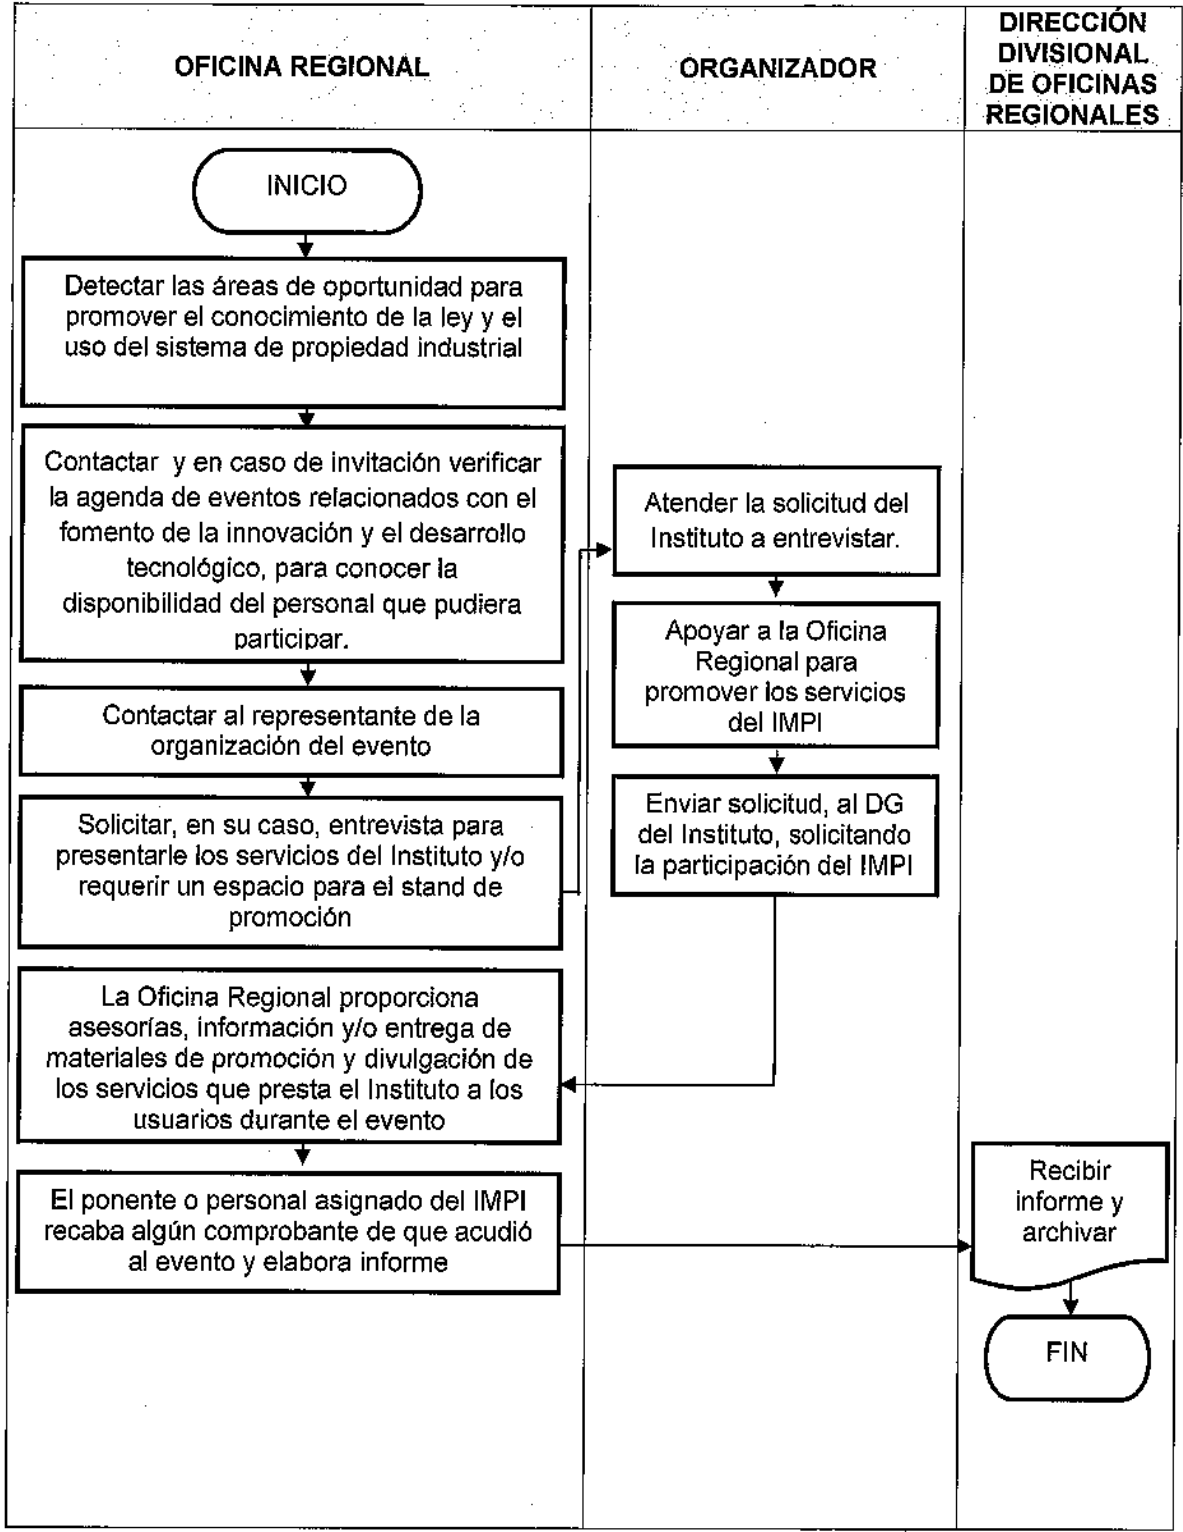 OFICINA REGIONAL
ORGANIZADOR
DIRECCIÓN
DIVISIONAL
DE OFICINAS
REGIONALES
INICIO
Detectar las áreas de oportunidad para
promover el conocimiento de la ley y el
uso del sistema de propiedad industrial
Contactar y en caso de invitación verificar
la agenda de eventos relacionados con el
fomento de la innovación y el desarrollo
tecnológico, para conocer la
disponibilidad del personal que pudiera
participar.
Contactar al representante de la
organización del evento
Solicitar, en su caso, entrevista para
presentarle los servicios del Instituto y/o
requerir un espacio para el stand de
promoción
Atender la solicitud del
Instituto a entrevistar.
Apoyar a la Oficina
Regional para
promover los servicios
del IMPI
Enviar solicitud, al DG
del Instituto, solicitando
la participación del IMPI
La Oficina Regional proporciona
asesorías, información y/o entrega de
materiales de promoción y divulgación de
los servicios que presta el Instituto a los
usuarios durante el evento
El ponente o personal asignado del IMPI
recaba algún comprobante de que acudió
al evento y elabora informe
Recibir
informe y
archivar
FIN